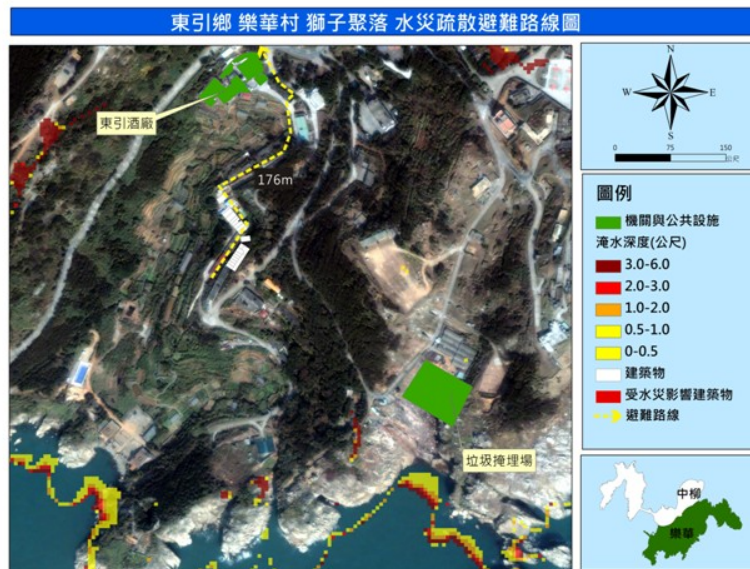 東引鄉 樂華村 獅子聚落 水災疏散避難路線圖
東引酒廠
176m
垃圾掩埋場
N
W
E
S
0 75 150
公尺
圖例
機關與公共設施
淹水深度(公尺)
3.0-6.0
2.0-3.0
1.0-2.0
0.5-1.0
0-0.5
建築物
受水災影響建築物
避難路線
中柳
樂華